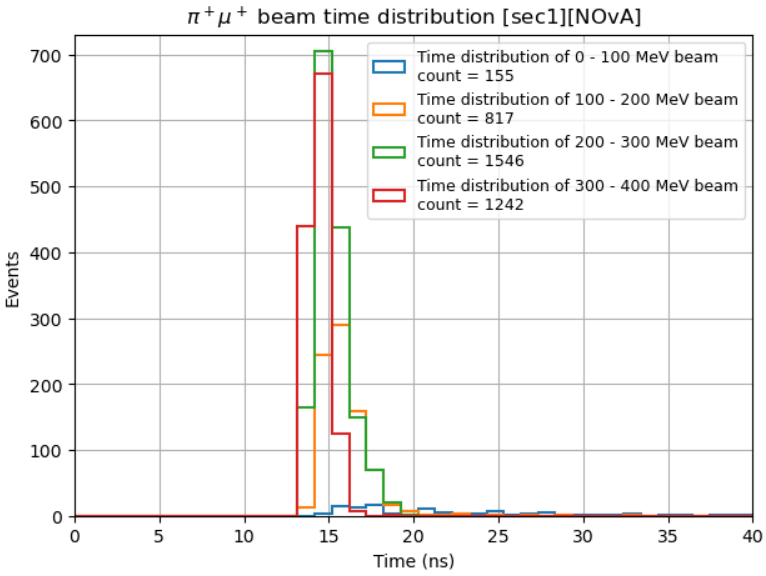 π⁺μ⁺ beam time distribution [sec1][NOvA]
Time distribution of 0 - 100 MeV beam
count = 155
Time distribution of 100 - 200 MeV beam
count = 817
Time distribution of 200 - 300 MeV beam
count = 1546
Time distribution of 300 - 400 MeV beam
count = 1242
Events
700
600
500
400
300
200
100
0
0 5 10 15 20 25 30 35 40
Time (ns)